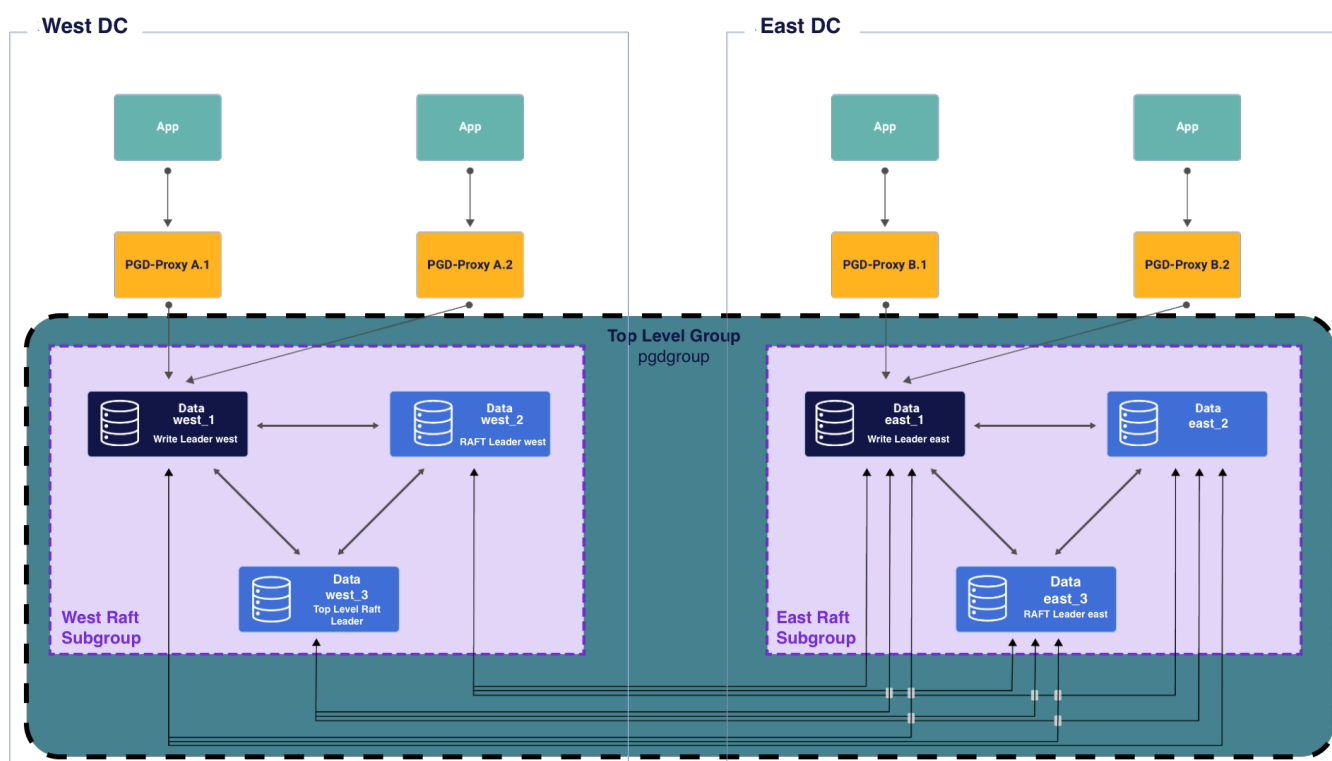 West DC
East DC
App
App
App
App
PGD-Proxy A.1
PGD-Proxy A.2
PGD-Proxy B.1
PGD-Proxy B.2
Top Level Group
pgdgroup
Data
west_1
Write Leader west
Data
west_2
RAFT Leader west
Data
east_1
Write Leader east
Data
east_2
Data
west_3
Top Level Raft
Leader
Data
east_3
RAFT Leader east
West Raft
Subgroup
East Raft
Subgroup